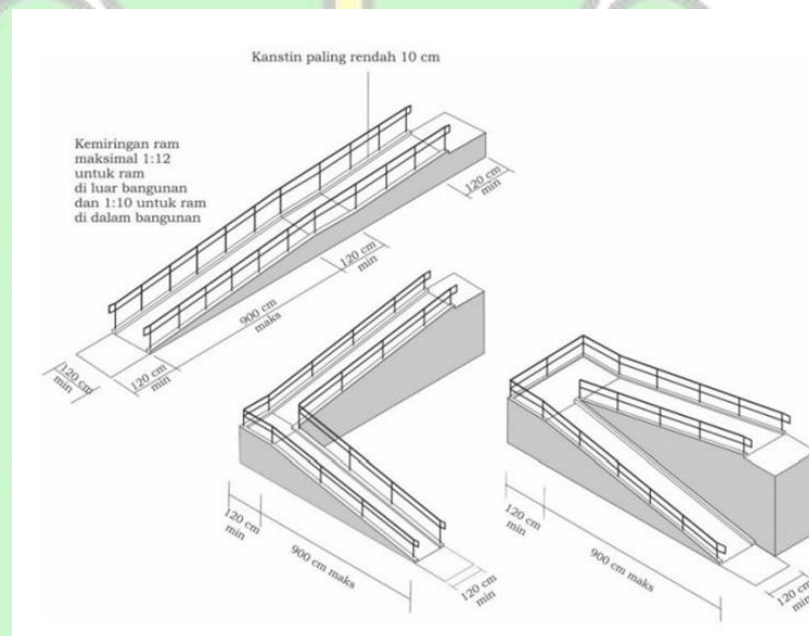 Kanstin paling rendah 10 cm
Kemiringan ram
maksimal 1:12
untuk ram
di luar bangunan
dan 1:10 untuk ram
di dalam bangunan
120 cm
min
120 cm
min
900 cm
maks
120 cm
min
120 cm
min
120 cm
min
900 cm maks
120 cm
min
120 cm
min
900 cm maks
120 cm
min